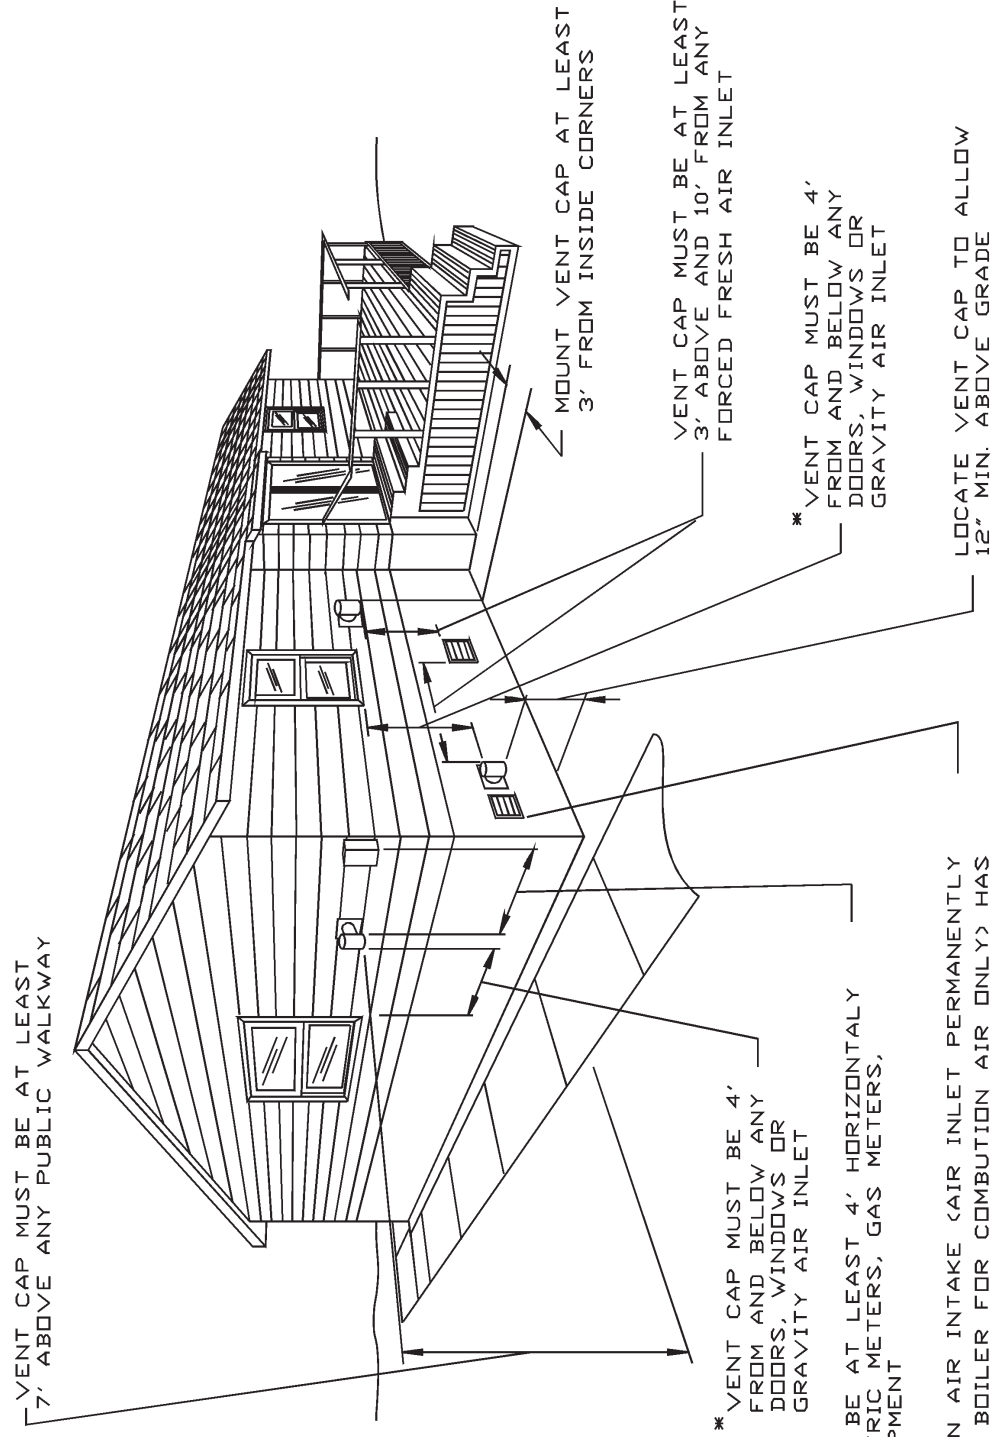 VENT CAP MUST BE AT LEAST
7' ABOVE ANY PUBLIC WALKWAY
MOUNT VENT CAP AT LEAST
3' FROM INSIDE CORNERS
VENT CAP MUST BE AT LEAST
3' ABOVE AND 10' FROM ANY
FORCED FRESH AIR INLET
* VENT CAP MUST BE 4'
FROM AND BELOW ANY
DOORS, WINDOWS OR
GRAVITY AIR INLET
LOCATE VENT CAP TO ALLOW
12" MIN. ABOVE GRADE
* VENT CAP MUST BE 4'
FROM AND BELOW ANY
DOORS, WINDOWS OR
GRAVITY AIR INLET
BE AT LEAST 4' HORIZONTALY
RIC METERS, GAS METERS,
PMENT
N AIR INTAKE (AIR INLET PERMANENTLY
BOILER FOR COMBUTION AIR ONLY) HAS